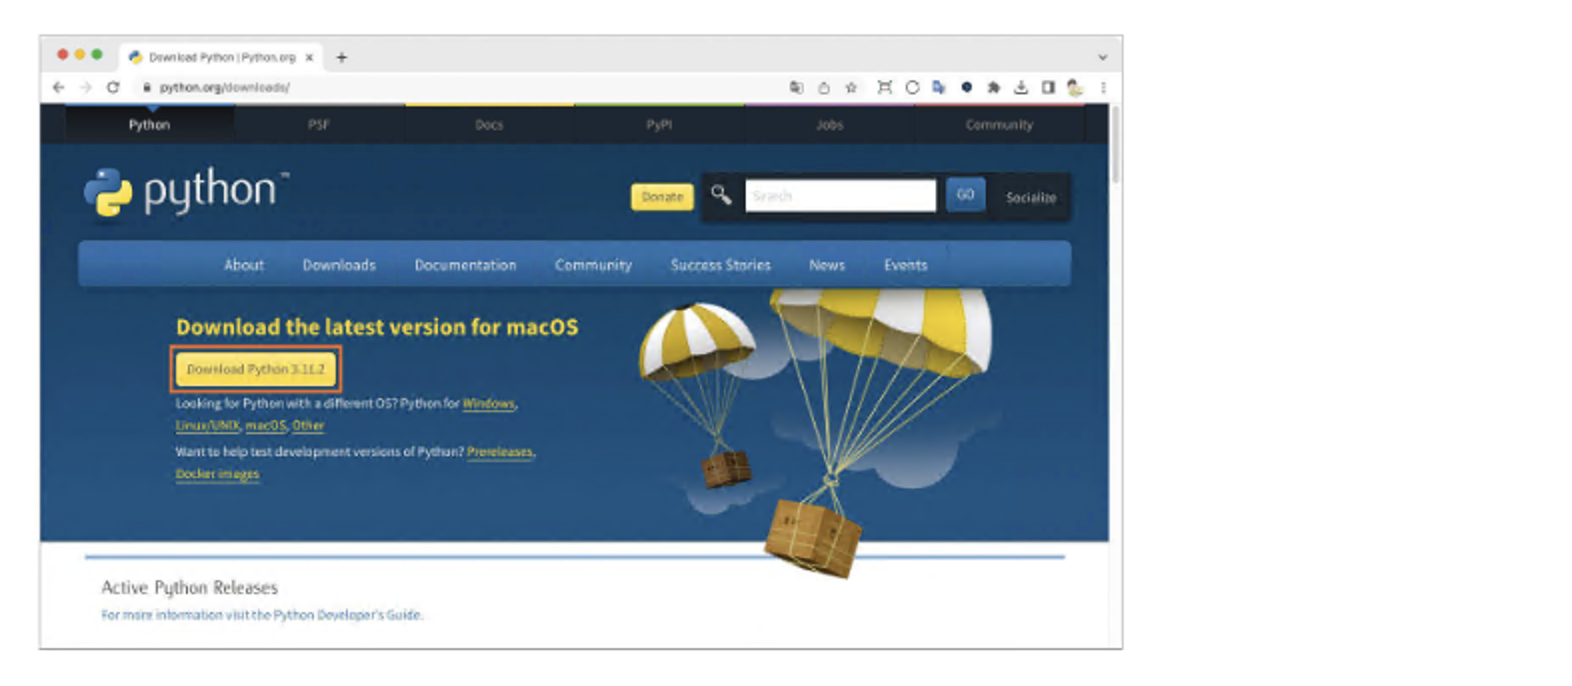 Download Python | Python.org
python.org/downloads/
Python PSF Docs PyPI Jobs Community
python™
Donate Search GO Socialize
About Downloads Documentation Community Success Stories News Events
Download the latest version for macOS
Download Python 3.11.2
Looking for Python with a different OS? Python for Windows,
Linux/UNIX, macOS, Other
Want to help test development versions of Python? Prereleases,
Docker images
Active Python Releases
For more information visit the Python Developer's Guide.